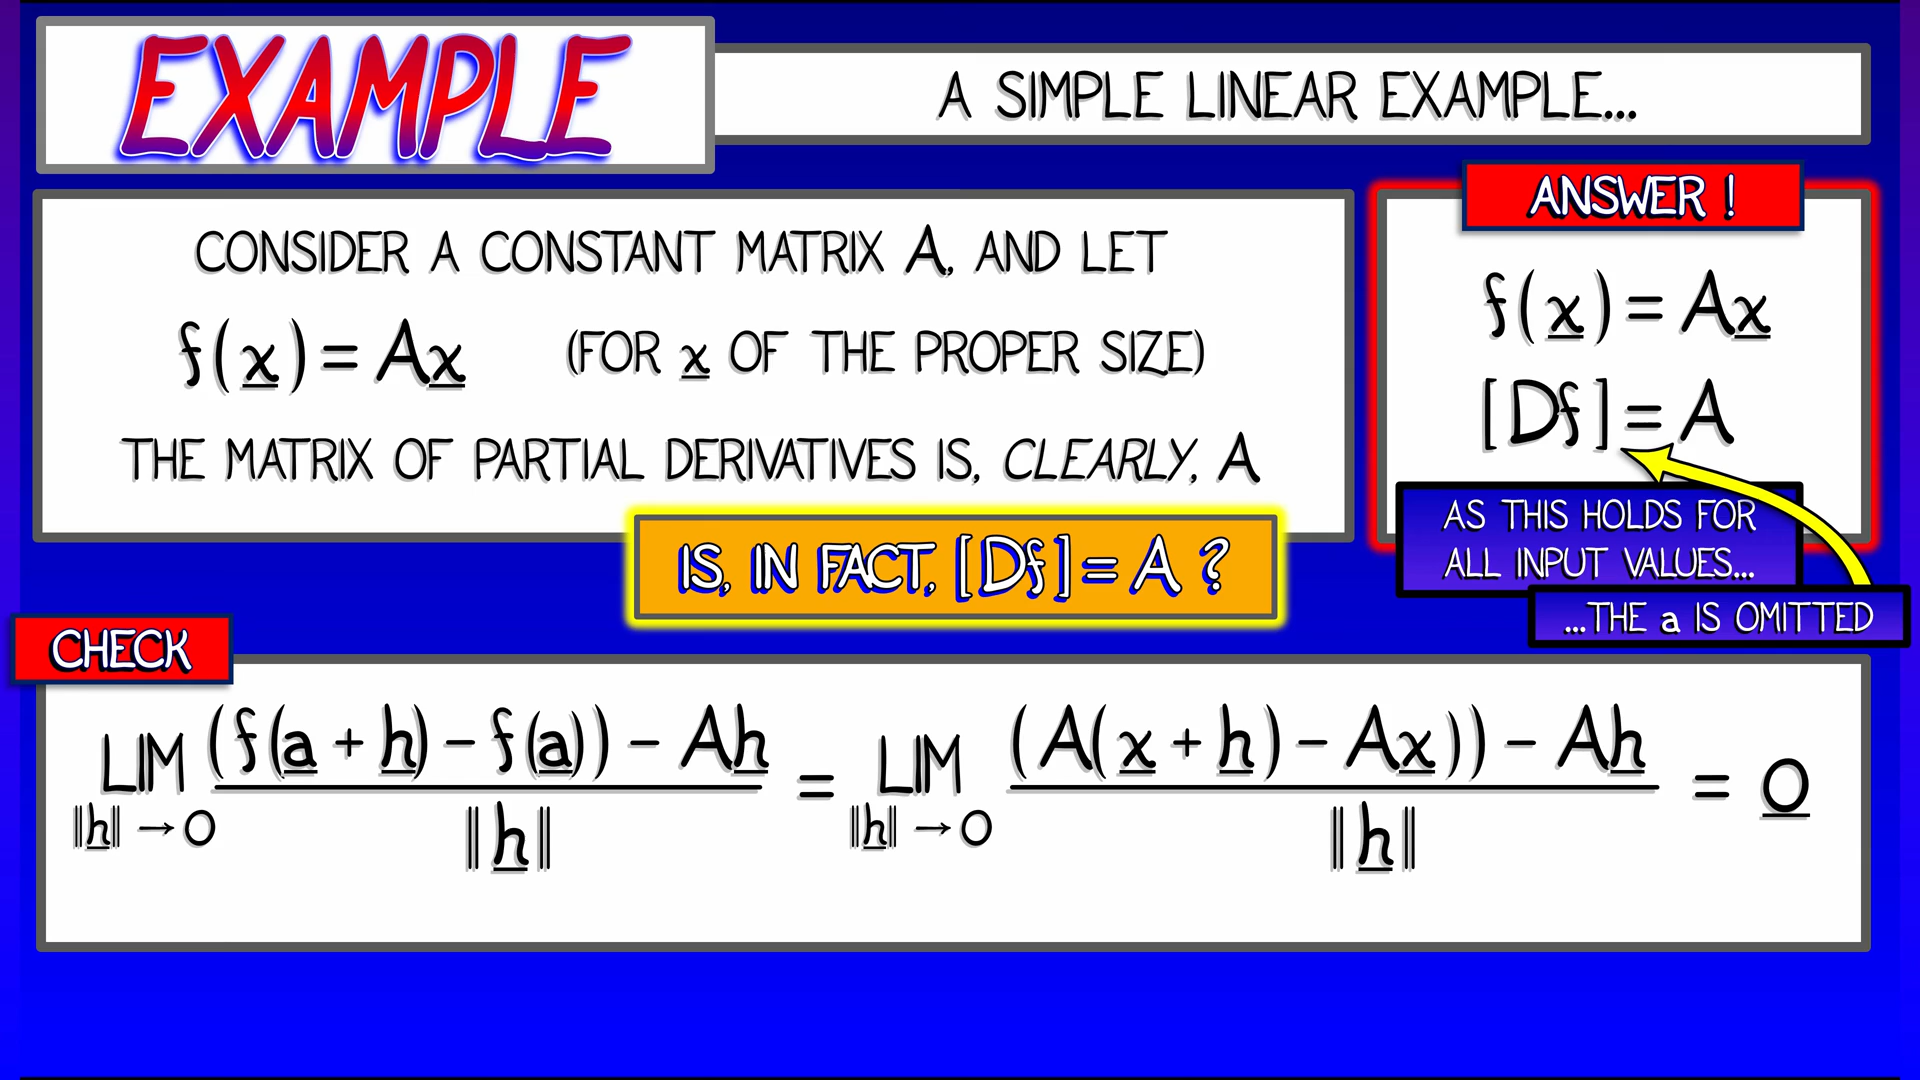 EXAMPLE
A SIMPLE LINEAR EXAMPLE...
CONSIDER A CONSTANT MATRIX A, AND LET
f(x) = Ax (FOR x OF THE PROPER SIZE)
THE MATRIX OF PARTIAL DERIVATIVES IS, CLEARLY, A
IS, IN FACT, [Df] = A ?
ANSWER !
f(x) = Ax
[Df] = A
AS THIS HOLDS FOR
ALL INPUT VALUES...
...THE a IS OMITTED
CHECK
(f(a + h) – f(a)) – Ah (A(x + h) – Ax)) – Ah
LIM = LIM = 0
‖h‖ → 0 ‖h‖ ‖h‖ → 0 ‖h‖